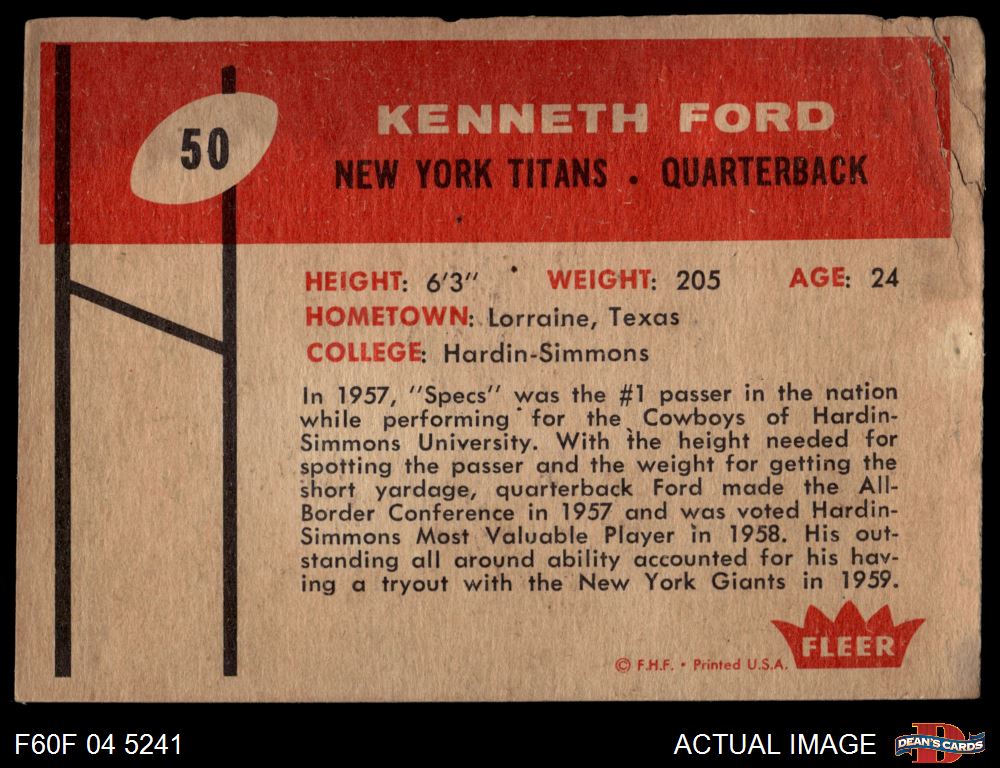 50
KENNETH FORD
NEW YORK TITANS . QUARTERBACK
HEIGHT: 6'3" WEIGHT: 205 AGE: 24
HOMETOWN: Lorraine, Texas
COLLEGE: Hardin-Simmons
In 1957, "Specs" was the #1 passer in the nation
while performing for the Cowboys of Hardin-
Simmons University. With the height needed for
spotting the passer and the weight for getting the
short yardage, quarterback Ford made the All-
Border Conference in 1957 and was voted Hardin-
Simmons Most Valuable Player in 1958. His out-
standing all around ability accounted for his hav-
ing a tryout with the New York Giants in 1959.
FLEER
© F.H.F. • Printed U.S.A.
F60F 04 5241
ACTUAL IMAGE
D
DEAN'S CARDS